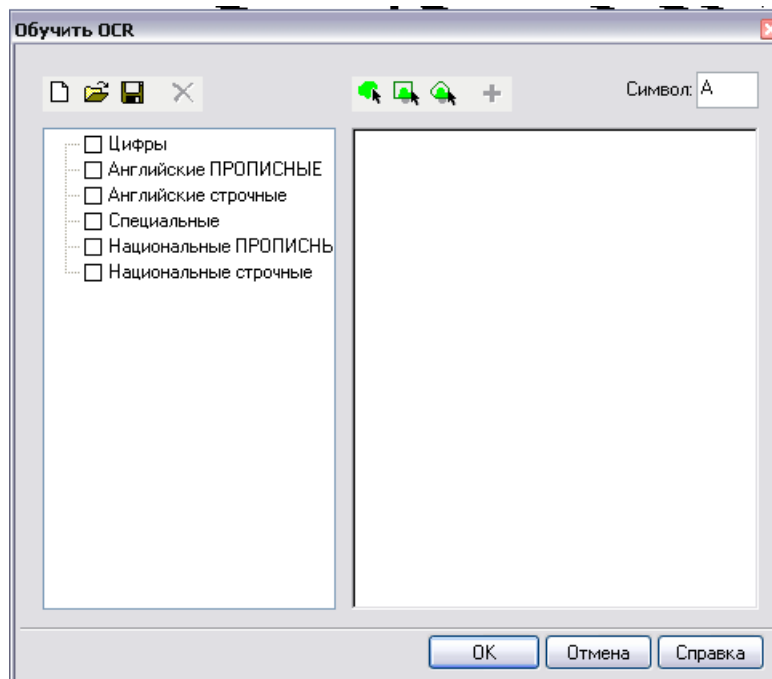 Обучить OCR
Символ: A
Цифры
Английские ПРОПИСНЫЕ
Английские строчные
Специальные
Национальные ПРОПИСНЬ
Национальные строчные
OK Отмена Справка